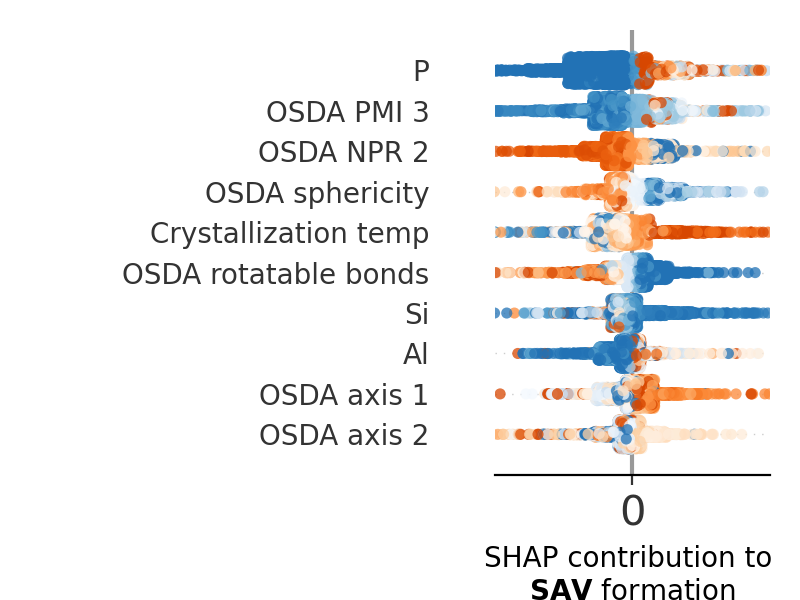 P
OSDA PMI 3
OSDA NPR 2
OSDA sphericity
Crystallization temp
OSDA rotatable bonds
Si
Al
OSDA axis 1
OSDA axis 2
0
SHAP contribution to
SAV formation